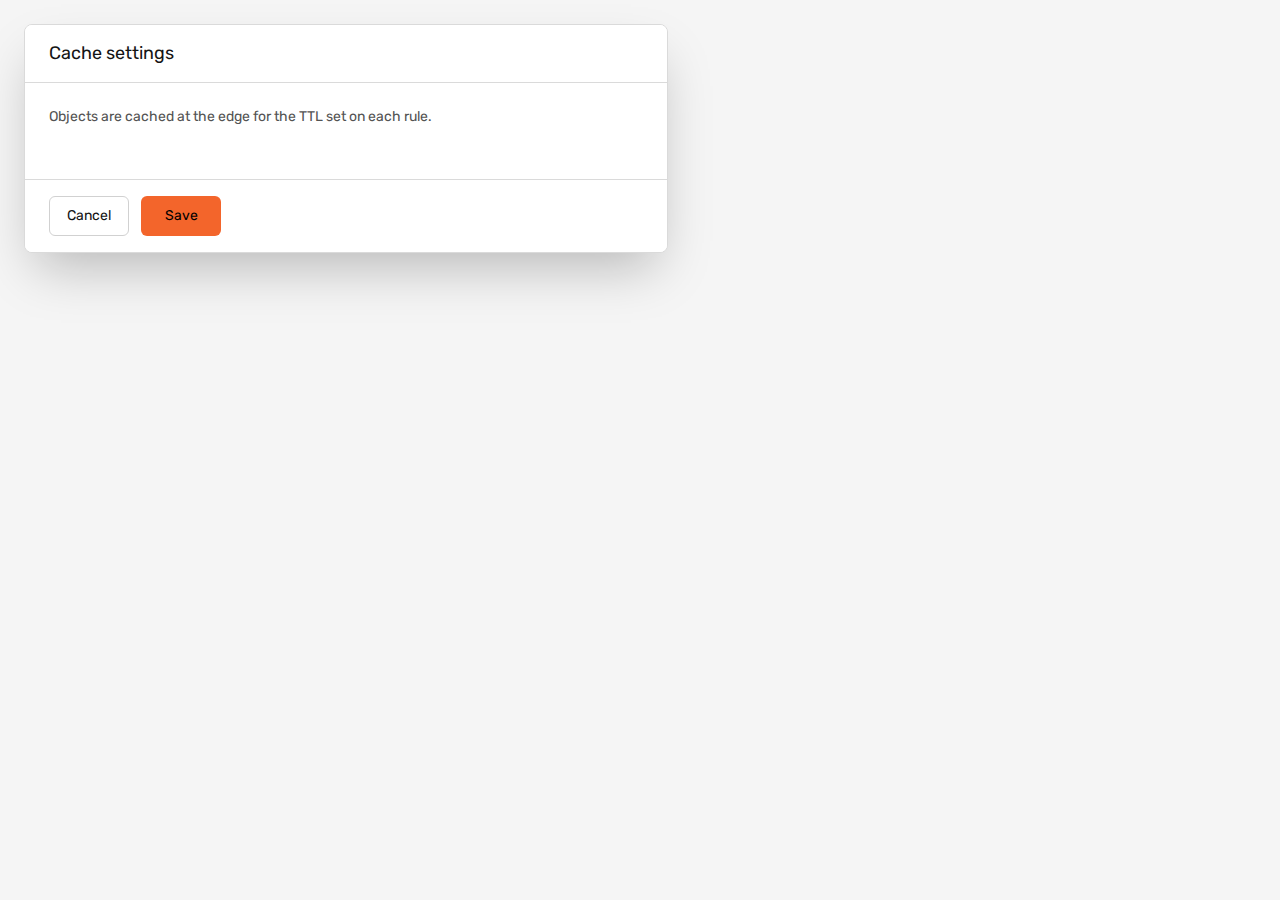 Cache settings
Objects are cached at the edge for the TTL set on each rule.
Cancel
Save